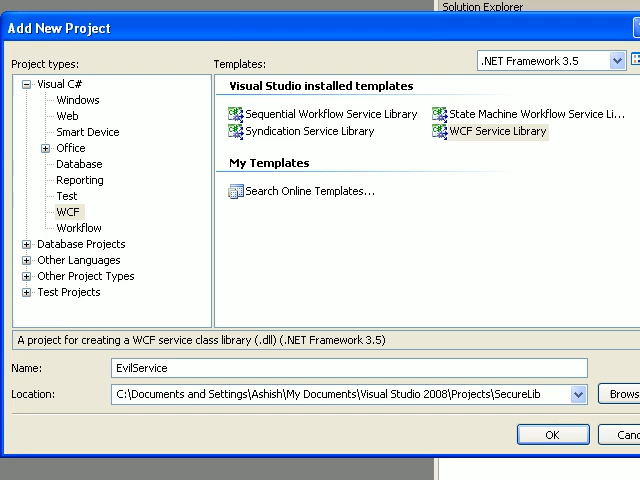 Solution Explorer
Add New Project
Project types:
Templates:
.NET Framework 3.5
Visual C#
Windows
Web
Smart Device
Office
Database
Reporting
Test
WCF
Workflow
Database Projects
Other Languages
Other Project Types
Test Projects
Visual Studio installed templates
Sequential Workflow Service Library
State Machine Workflow Service Li...
Syndication Service Library
WCF Service Library
My Templates
Search Online Templates...
A project for creating a WCF service class library (.dll) (.NET Framework 3.5)
Name:
EvilService
Location:
C:\Documents and Settings\Ashish\My Documents\Visual Studio 2008\Projects\SecureLib
Brows
OK
Canc